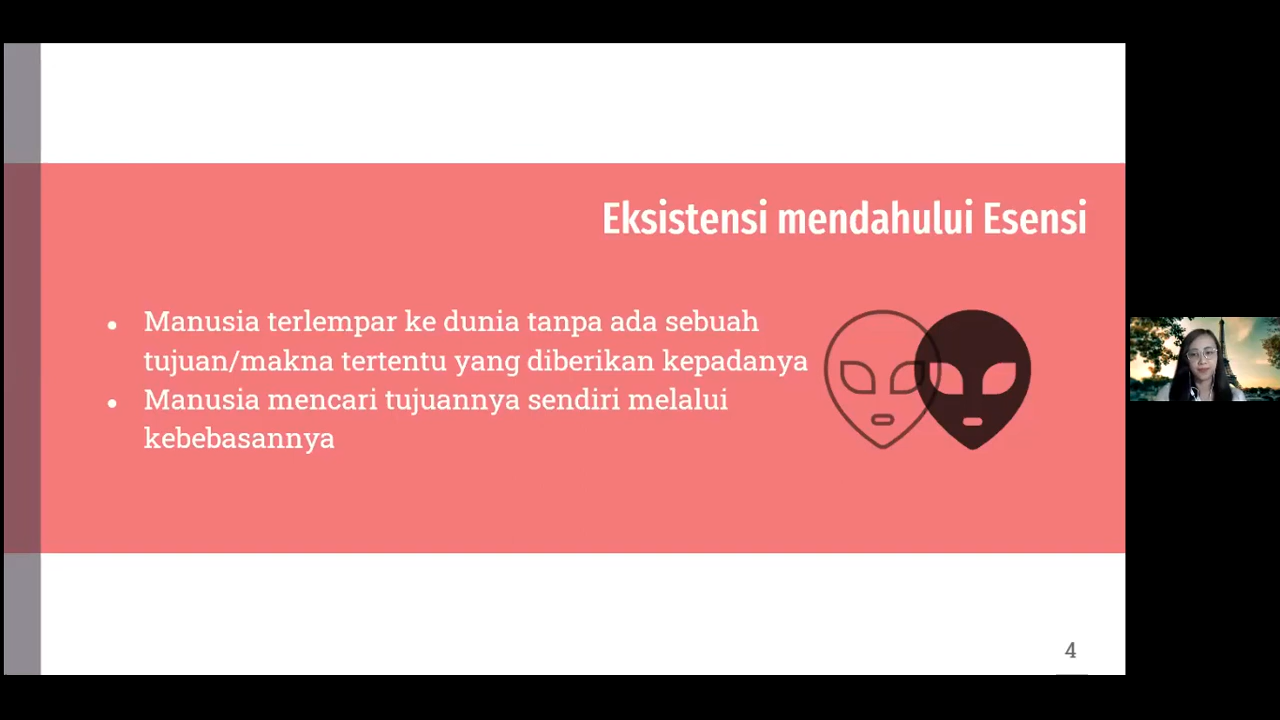 Eksistensi mendahului Esensi
● Manusia terlempar ke dunia tanpa ada sebuah
tujuan/makna tertentu yang diberikan kepadanya
● Manusia mencari tujuannya sendiri melalui
kebebasannya
4